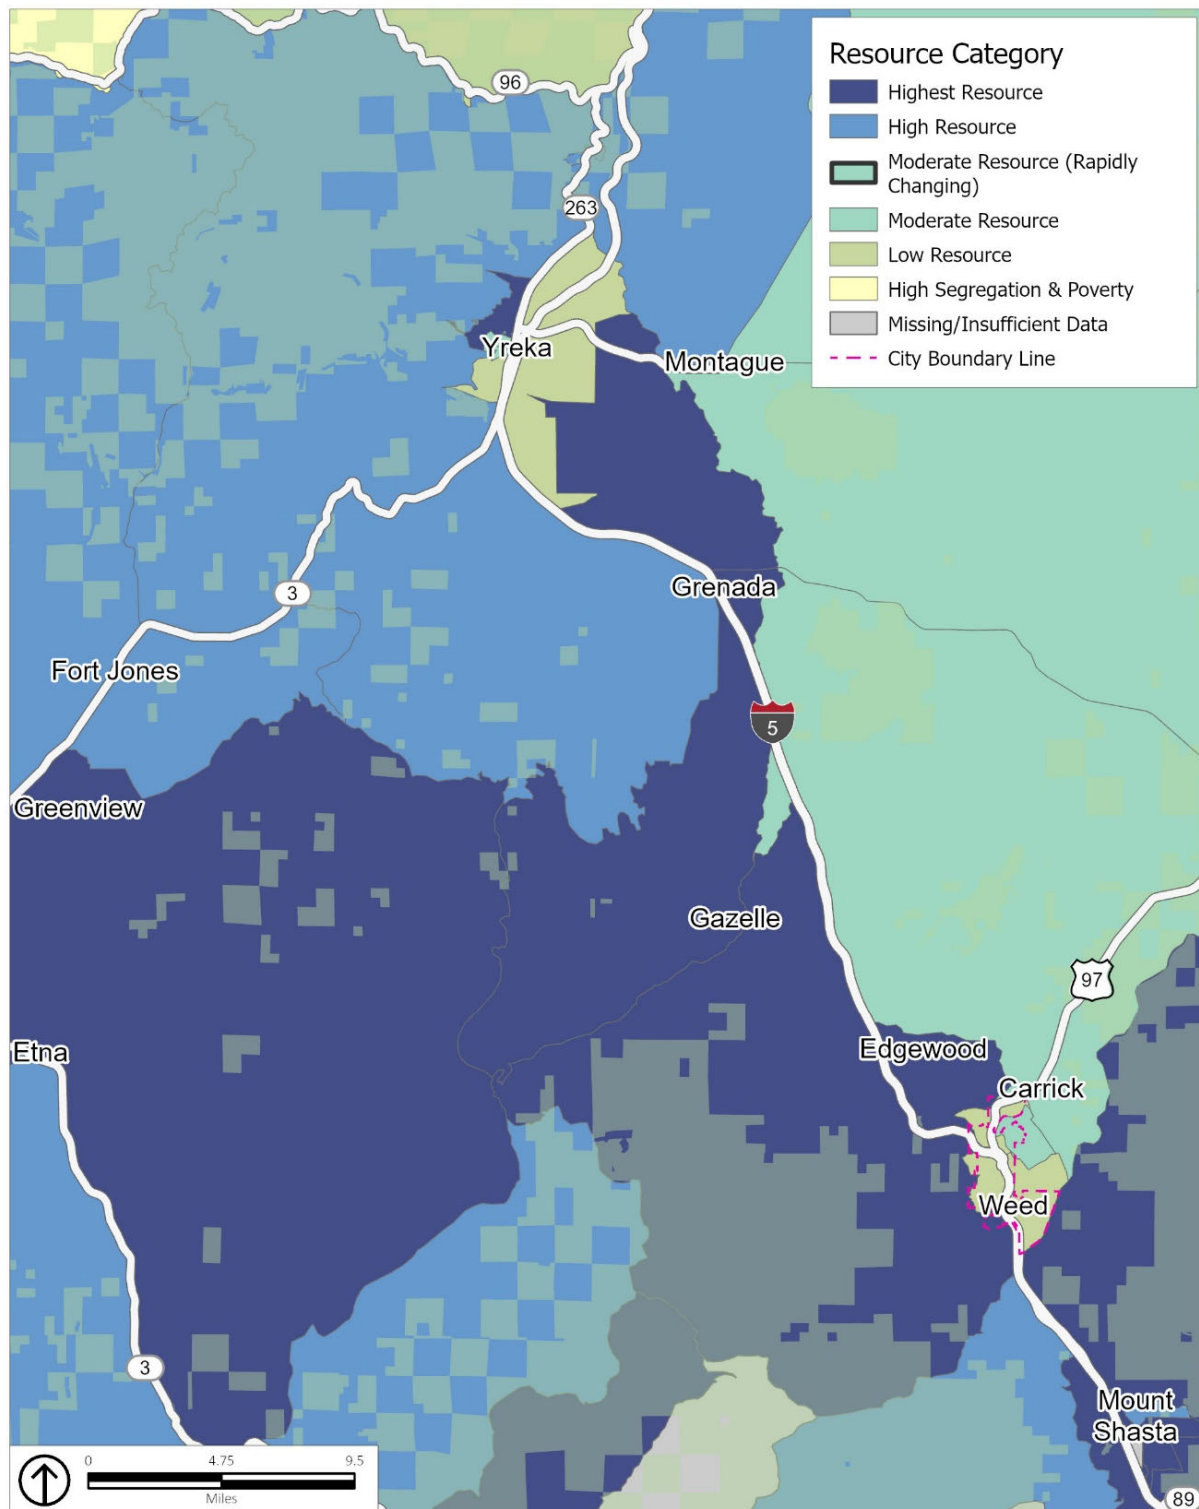 Resource Category
Highest Resource
High Resource
Moderate Resource (Rapidly
Changing)
Moderate Resource
Low Resource
High Segregation & Poverty
Missing/Insufficient Data
City Boundary Line
96
263
Yreka
Montague
Grenada
3
Fort Jones
5
Greenview
Gazelle
97
Edgewood
Etna
Carrick
Weed
3
Mount
Shasta
89
0 4.75 9.5
Miles